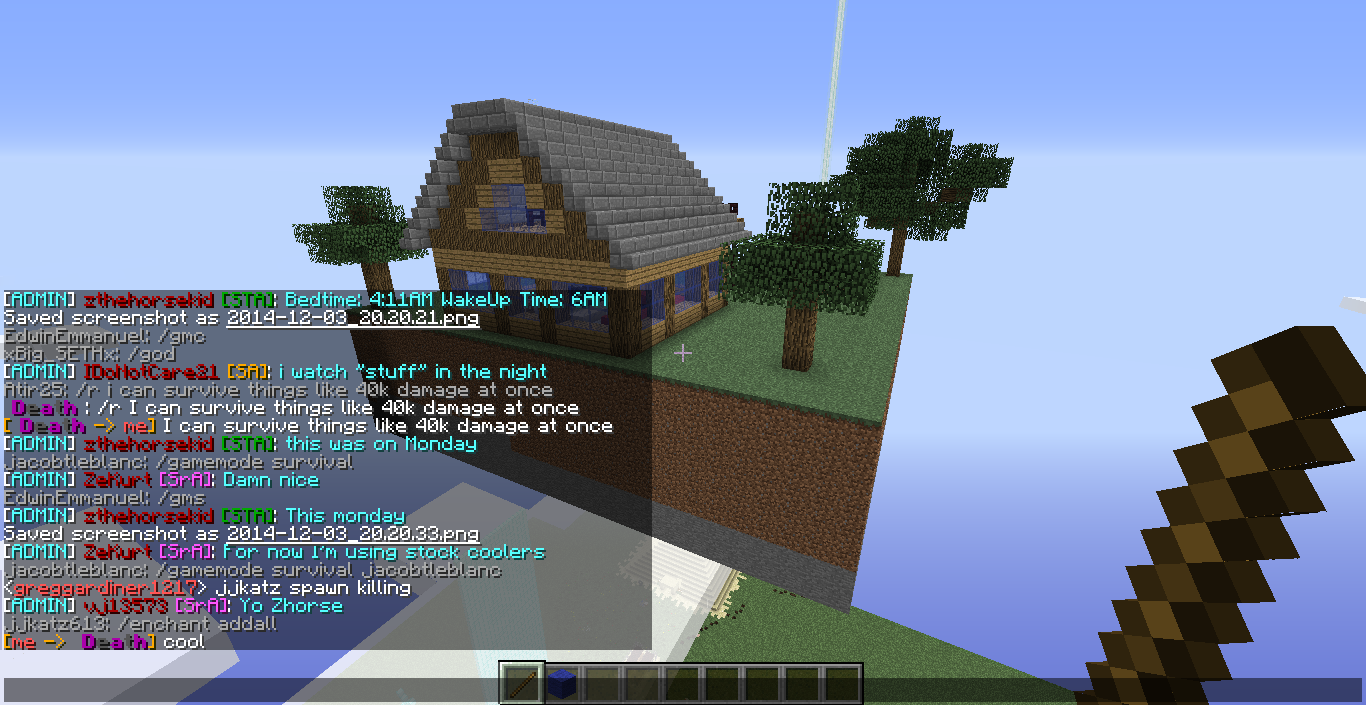 [ADMIN] zthehorsekid [STA]: Bedtime: 4:11AM WakeUp Time: 6AM
Saved screenshot as 2014-12-03_20.20.21.png
EdwinEmmanuel: /gmc
xBig_SETHx: /god
[ADMIN] IDoNotCare21 [SA]: i watch "stuff" in the night
Atir25: /r i can survive things like 40k damage at once
Death : /r I can survive things like 40k damage at once
[ Death -> me] I can survive things like 40k damage at once
[ADMIN] zthehorsekid [STA]: this was on Monday
jacobtleblanc: /gamemode survival
[ADMIN] ZeKurt [SrA]: Damn nice
EdwinEmmanuel: /gms
[ADMIN] zthehorsekid [STA]: This monday
Saved screenshot as 2014-12-03_20.20.33.png
[ADMIN] ZeKurt [SrA]: For now I'm using stock coolers
jacobtleblanc: /gamemode survival jacobtleblanc
<greggardiner1217> jjkatz spawn killing
[ADMIN] vj13573 [SrA]: Yo Zhorse
jjkatz613: /enchant addall
[me -> Death] cool